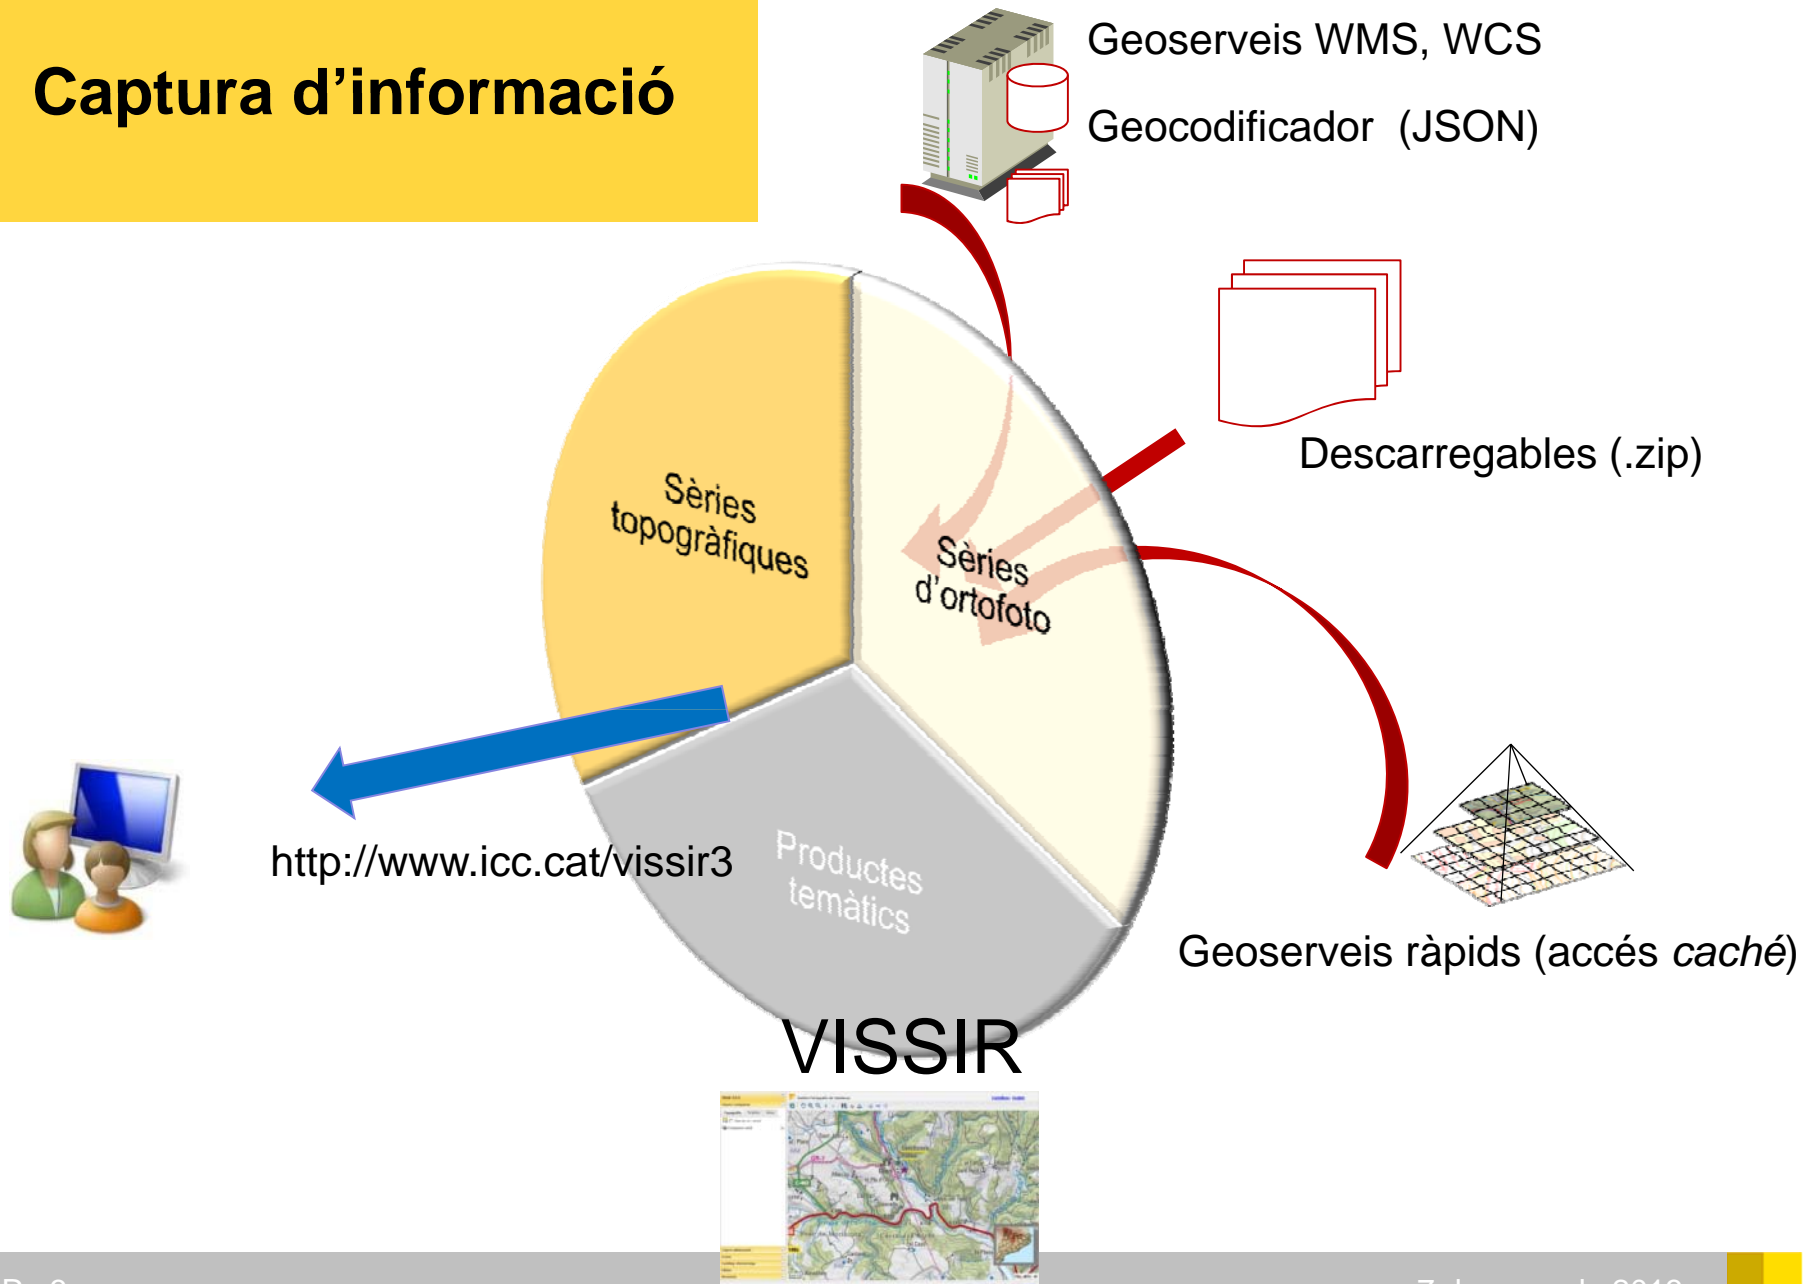 Captura d’informació
Geoserveis WMS, WCS
Geocodificador (JSON)
Descarregables (.zip)
Sèries
topogràfiques
Sèries
d’ortofoto
Productes
temàtics
http://www.icc.cat/vissir3
Geoserveis ràpids (accés caché)
VISSIR